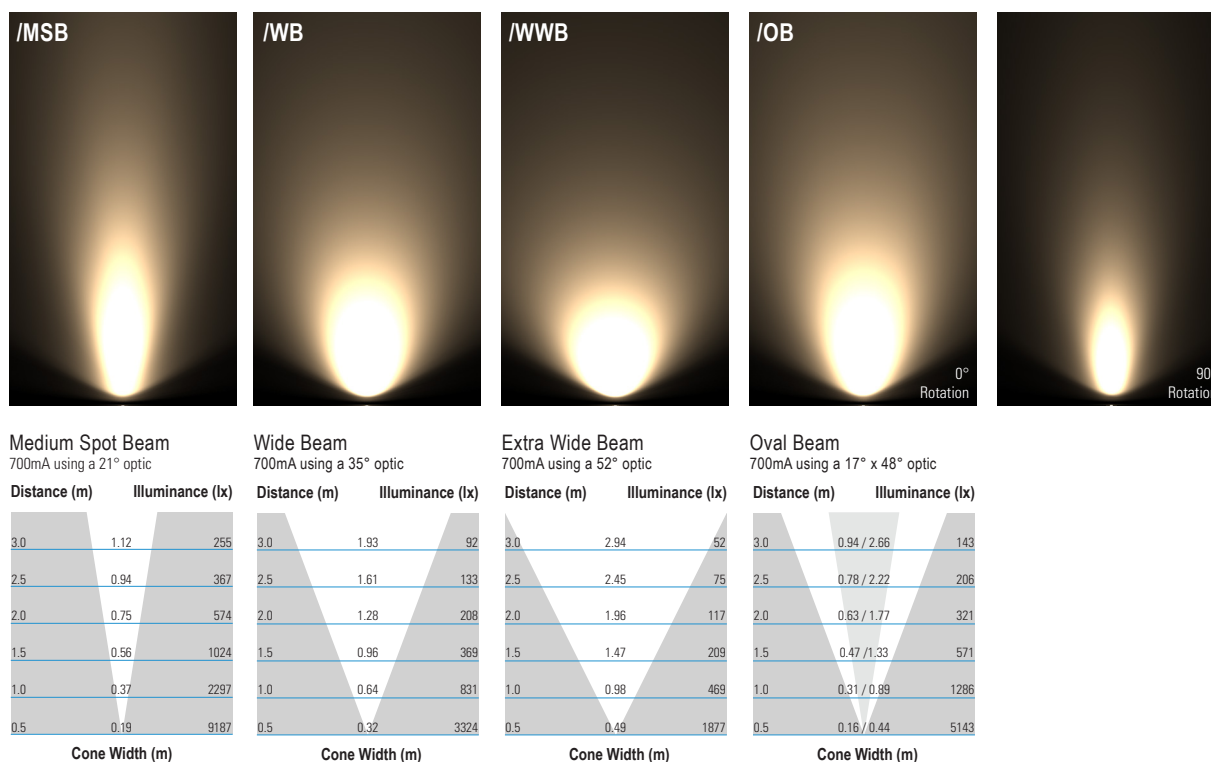 /MSB
/WB
/WWB
/OB
0°
Rotation
90
Rotation
Medium Spot Beam
700mA using a 21° optic
Distance (m) Illuminance (lx)
3.0 1.12 255
2.5 0.94 367
2.0 0.75 574
1.5 0.56 1024
1.0 0.37 2297
0.5 0.19 9187
Cone Width (m)
Wide Beam
700mA using a 35° optic
Distance (m) Illuminance (lx)
3.0 1.93 92
2.5 1.61 133
2.0 1.28 208
1.5 0.96 369
1.0 0.64 831
0.5 0.32 3324
Cone Width (m)
Extra Wide Beam
700mA using a 52° optic
Distance (m) Illuminance (lx)
3.0 2.94 52
2.5 2.45 75
2.0 1.96 117
1.5 1.47 209
1.0 0.98 469
0.5 0.49 1877
Cone Width (m)
Oval Beam
700mA using a 17° x 48° optic
Distance (m) Illuminance (lx)
3.0 0.94 / 2.66 143
2.5 0.78 / 2.22 206
2.0 0.63 / 1.77 321
1.5 0.47 /1.33 571
1.0 0.31 / 0.89 1286
0.5 0.16 / 0.44 5143
Cone Width (m)